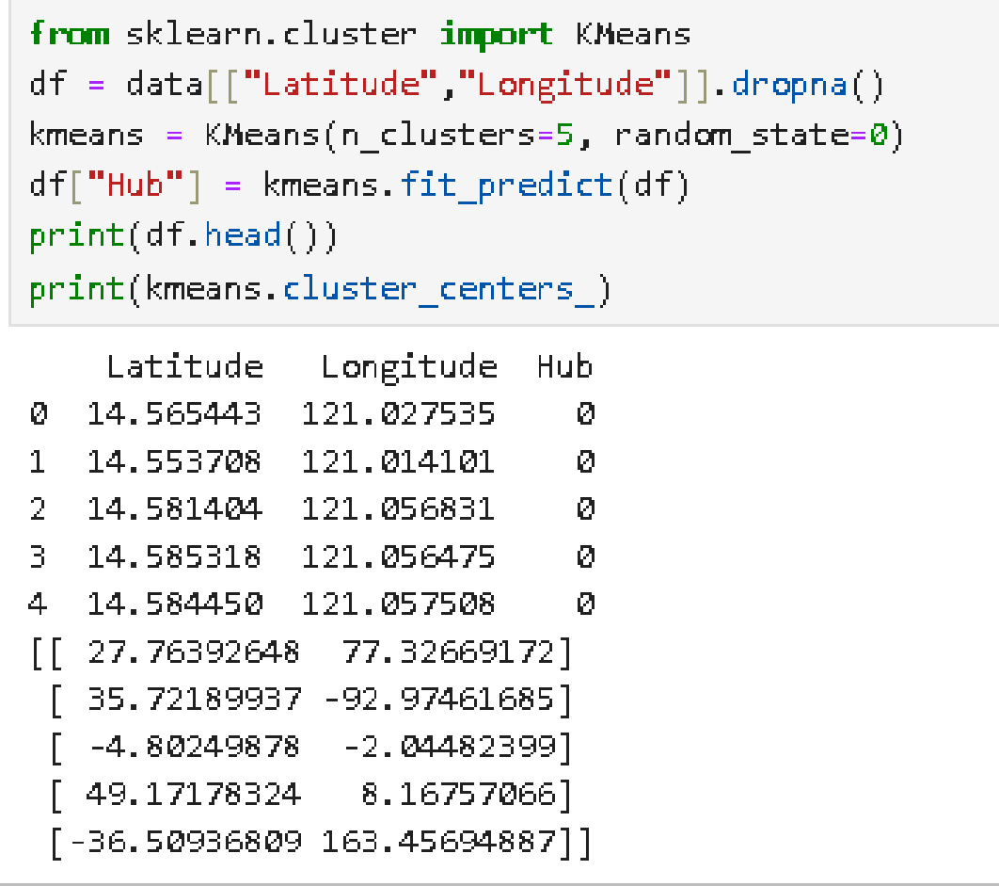 from sklearn.cluster import KMeans
df = data[["Latitude","Longitude"]].dropna()
kmeans = KMeans(n_clusters=5, random_state=0)
df["Hub"] = kmeans.fit_predict(df)
print(df.head())
print(kmeans.cluster_centers_)
    Latitude   Longitude  Hub
0  14.565443  121.027535    0
1  14.553708  121.014101    0
2  14.581404  121.056831    0
3  14.585318  121.056475    0
4  14.584450  121.057508    0
[[ 27.76392648  77.32669172]
 [ 35.72189937 -92.97461685]
 [ -4.80249878  -2.04482399]
 [ 49.17178324   8.16757066]
 [-36.50936809 163.45694887]]